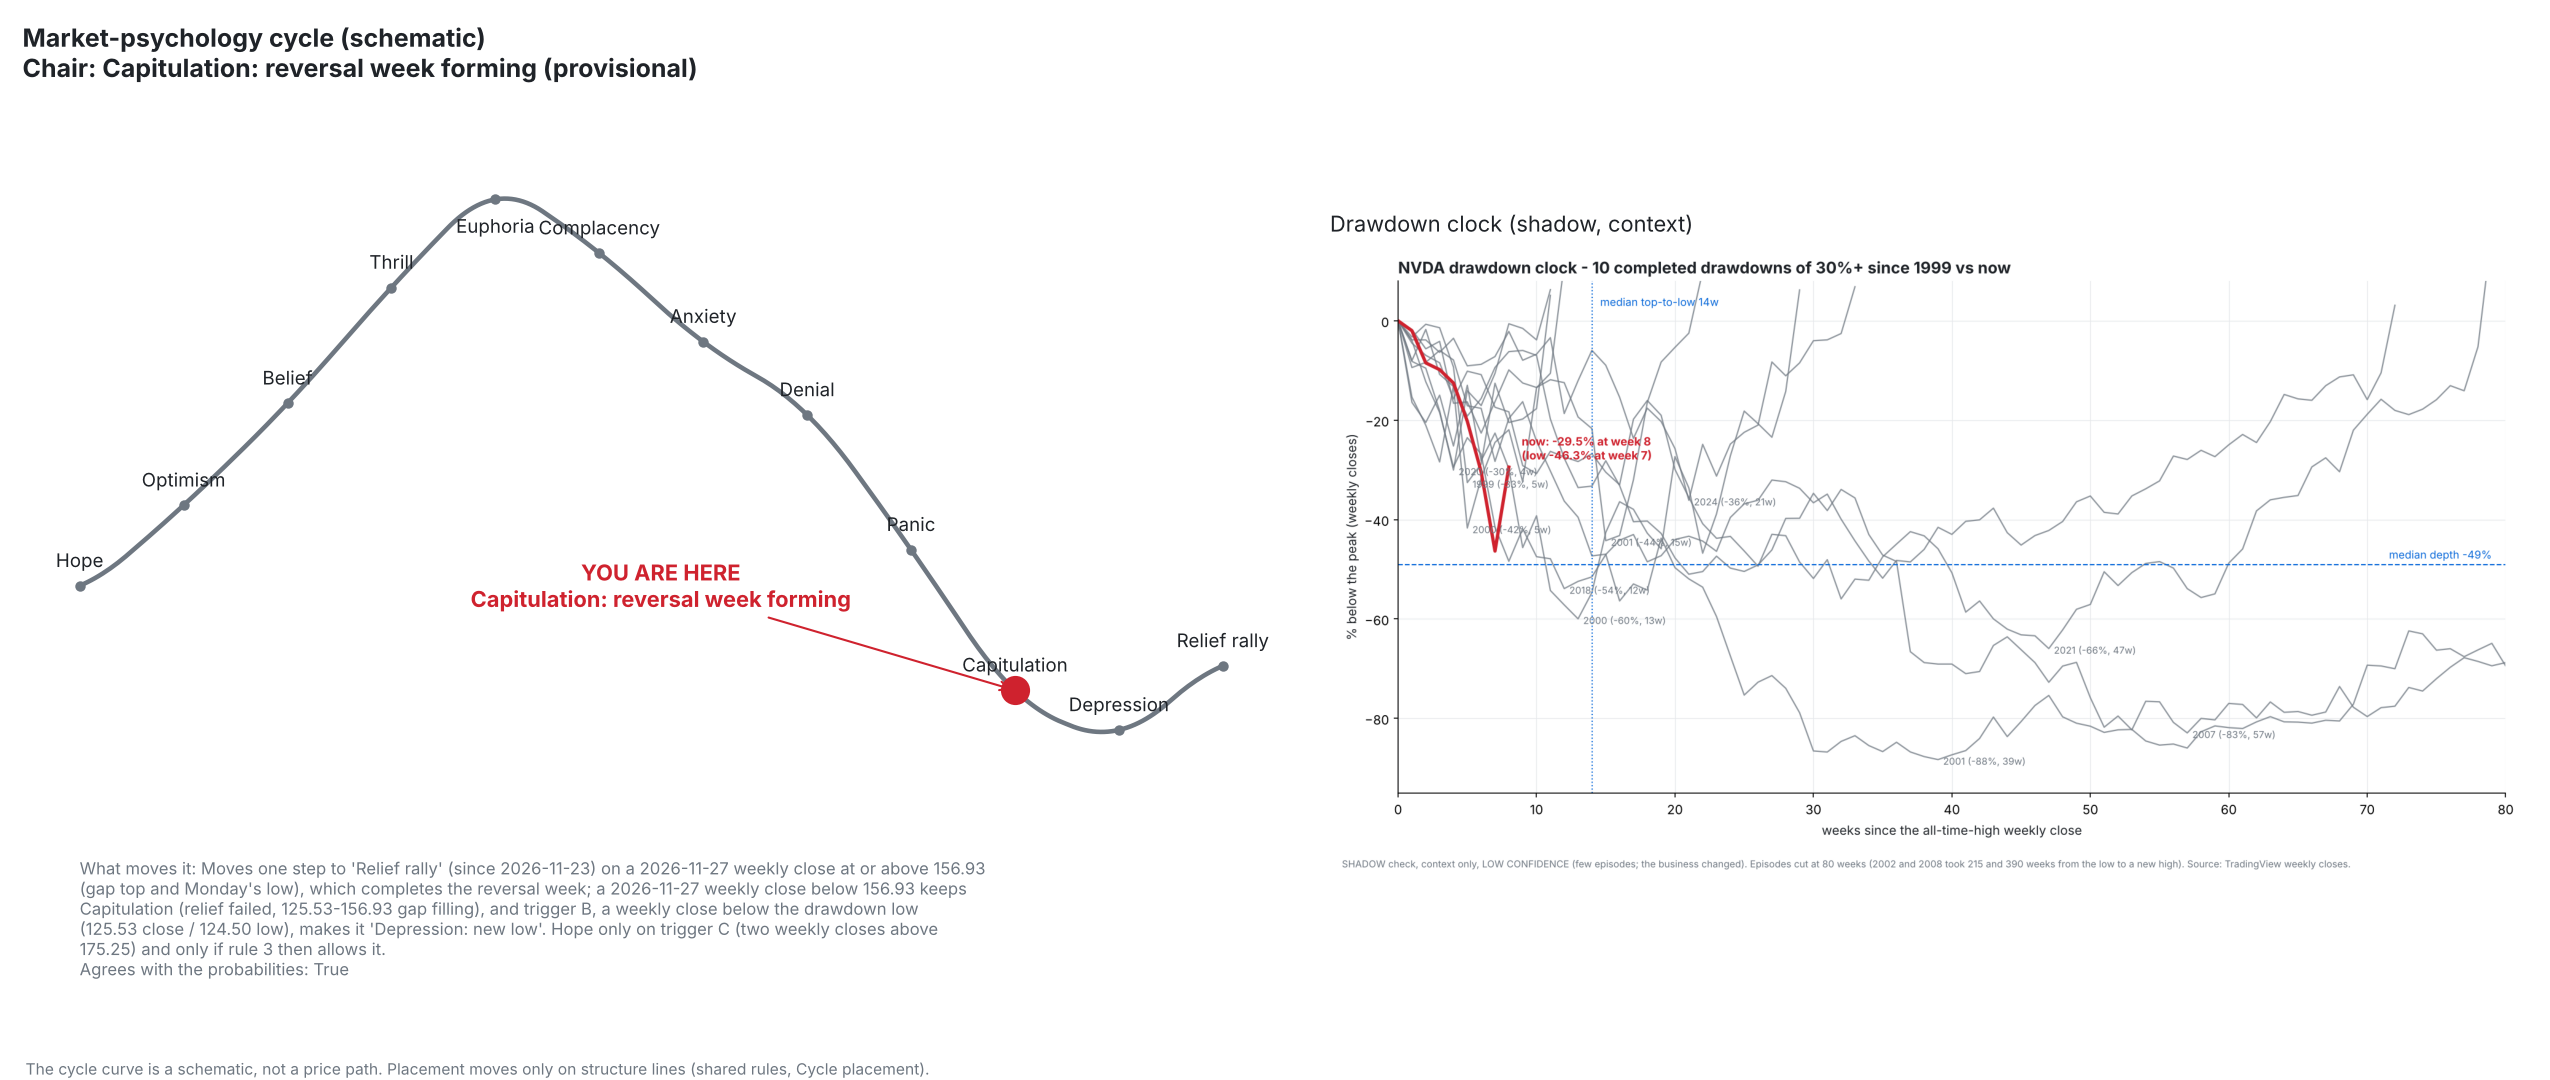 Market-psychology cycle (schematic)
Chair: Capitulation: reversal week forming (provisional)
Euphoria
Complacency
Thrill
Anxiety
Belief
Denial
Optimism
Panic
Hope
YOU ARE HERE
Capitulation: reversal week forming
Capitulation
Relief rally
Depression
What moves it: Moves one step to 'Relief rally' (since 2026-11-23) on a 2026-11-27 weekly close at or above 156.93
(gap top and Monday's low), which completes the reversal week; a 2026-11-27 weekly close below 156.93 keeps
Capitulation (relief failed, 125.53-156.93 gap filling), and trigger B, a weekly close below the drawdown low
(125.53 close / 124.50 low), makes it 'Depression: new low'. Hope only on trigger C (two weekly closes above
175.25) and only if rule 3 then allows it.
Agrees with the probabilities: True
Drawdown clock (shadow, context)
NVDA drawdown clock - 10 completed drawdowns of 30%+ since 1999 vs now
median top-to-low 14w
now: -29.5% at week 8
(low -46.3% at week 7)
2020 (-30%, 4w)
1999 (-33%, 5w)
2024 (-36%, 21w)
2000 (-42%, 5w)
2001 (-44%, 15w)
median depth -49%
2018 (-54%, 12w)
2000 (-60%, 13w)
2021 (-66%, 47w)
2007 (-83%, 57w)
2001 (-88%, 39w)
% below the peak (weekly closes)
0
−20
−40
−60
−80
0 10 20 30 40 50 60 70 80
weeks since the all-time-high weekly close
SHADOW check, context only, LOW CONFIDENCE (few episodes; the business changed). Episodes cut at 80 weeks (2002 and 2008 took 215 and 390 weeks from the low to a new high). Source: TradingView weekly closes.
The cycle curve is a schematic, not a price path. Placement moves only on structure lines (shared rules, Cycle placement).